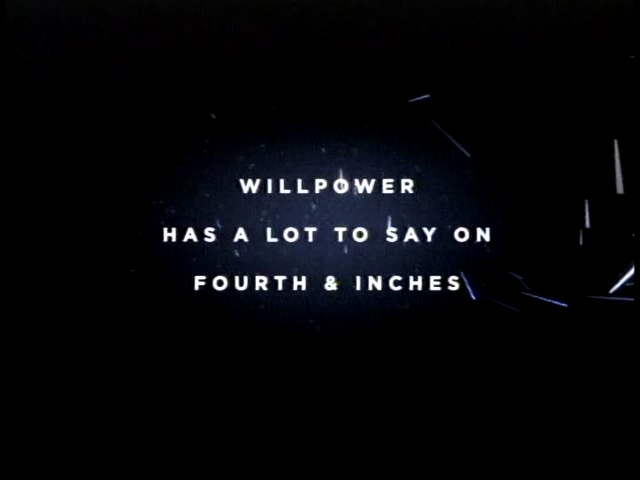 WILLPOWER
HAS A LOT TO SAY ON
FOURTH & INCHES